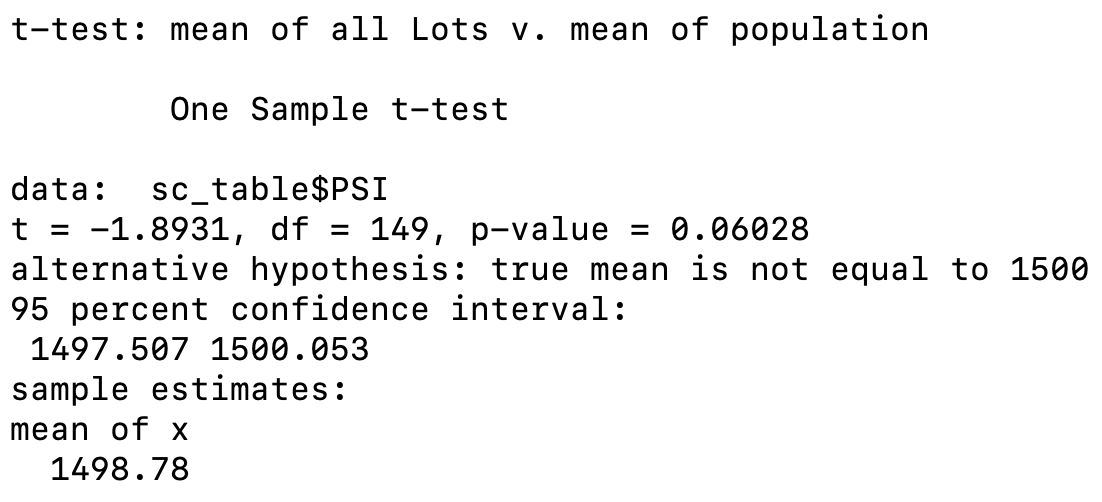 t-test: mean of all Lots v. mean of population
One Sample t-test
data:  sc_table$PSI
t = -1.8931, df = 149, p-value = 0.06028
alternative hypothesis: true mean is not equal to 1500
95 percent confidence interval:
1497.507 1500.053
sample estimates:
mean of x
1498.78